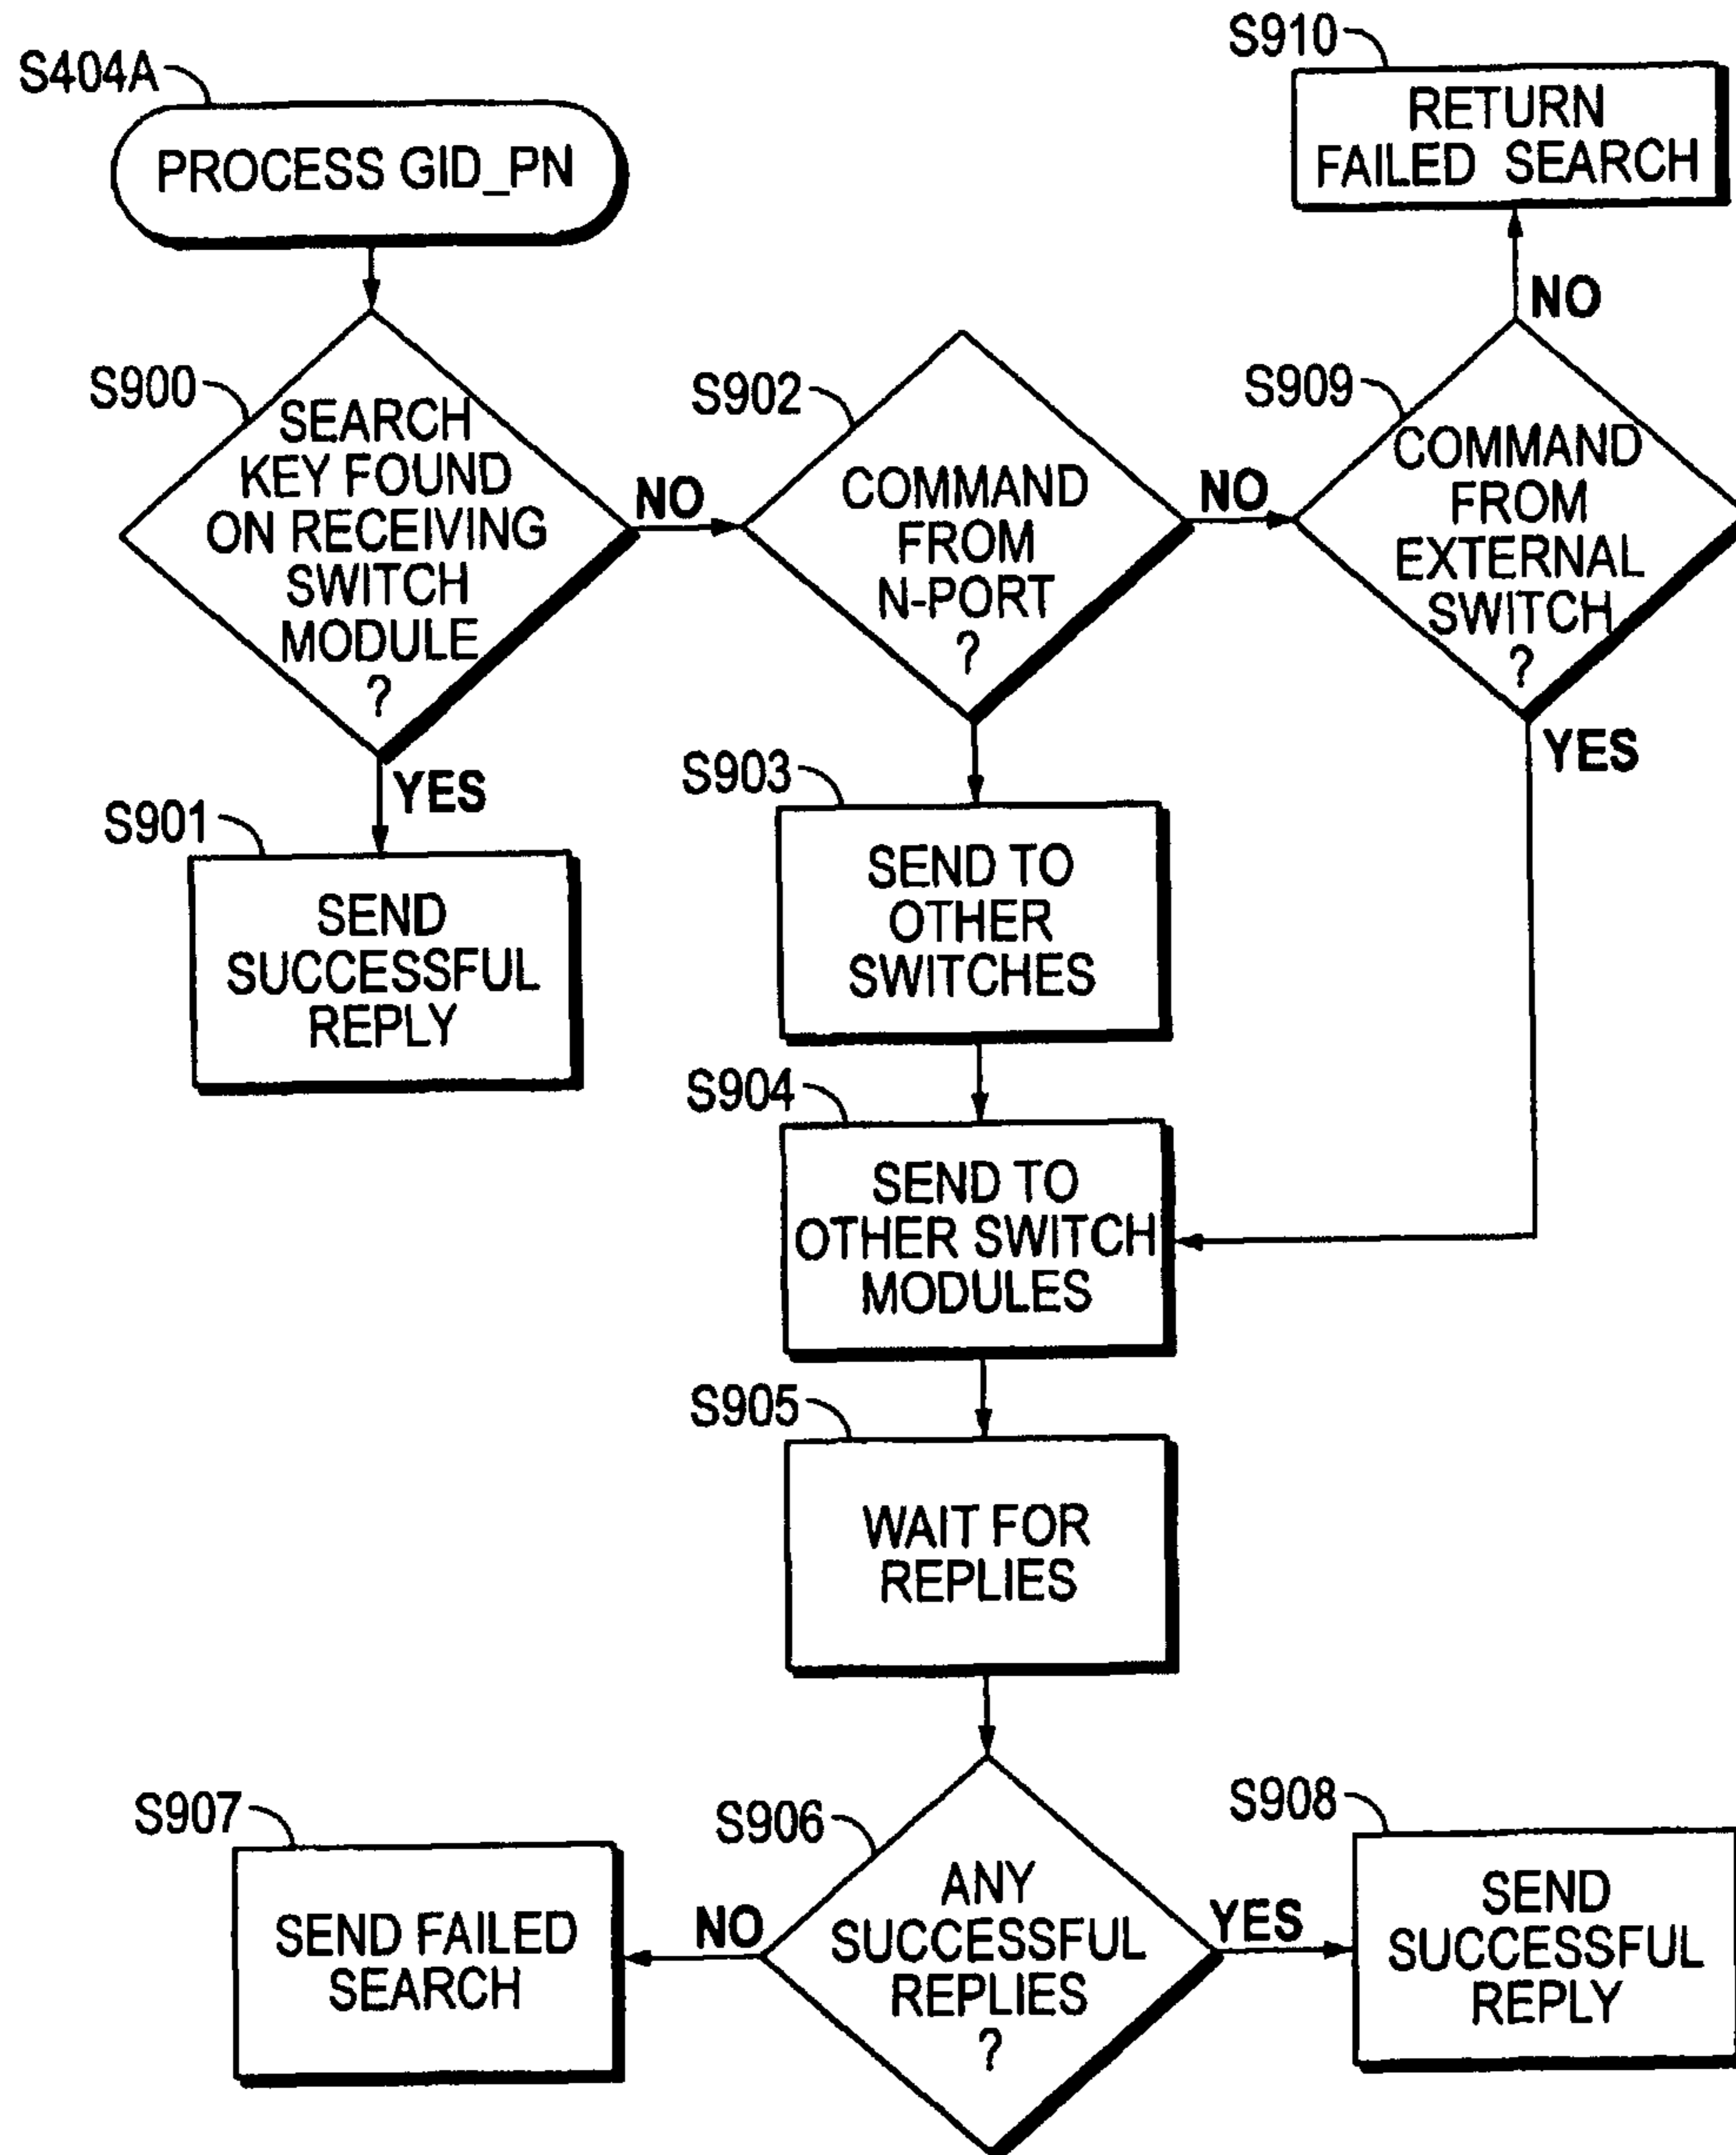 S404A
PROCESS GID_PN
S910
RETURN
FAILED SEARCH
NO
S900
SEARCH
KEY FOUND
ON RECEIVING
SWITCH
MODULE
?
NO
YES
S902
COMMAND
FROM
N-PORT
?
NO
S909
COMMAND
FROM
EXTERNAL
SWITCH
?
YES
S901
SEND
SUCCESSFUL
REPLY
S903
SEND TO
OTHER
SWITCHES
S904
SEND TO
OTHER SWITCH
MODULES
S905
WAIT FOR
REPLIES
S906
ANY
SUCCESSFUL
REPLIES
?
NO
YES
S907
SEND FAILED
SEARCH
S908
SEND
SUCCESSFUL
REPLY